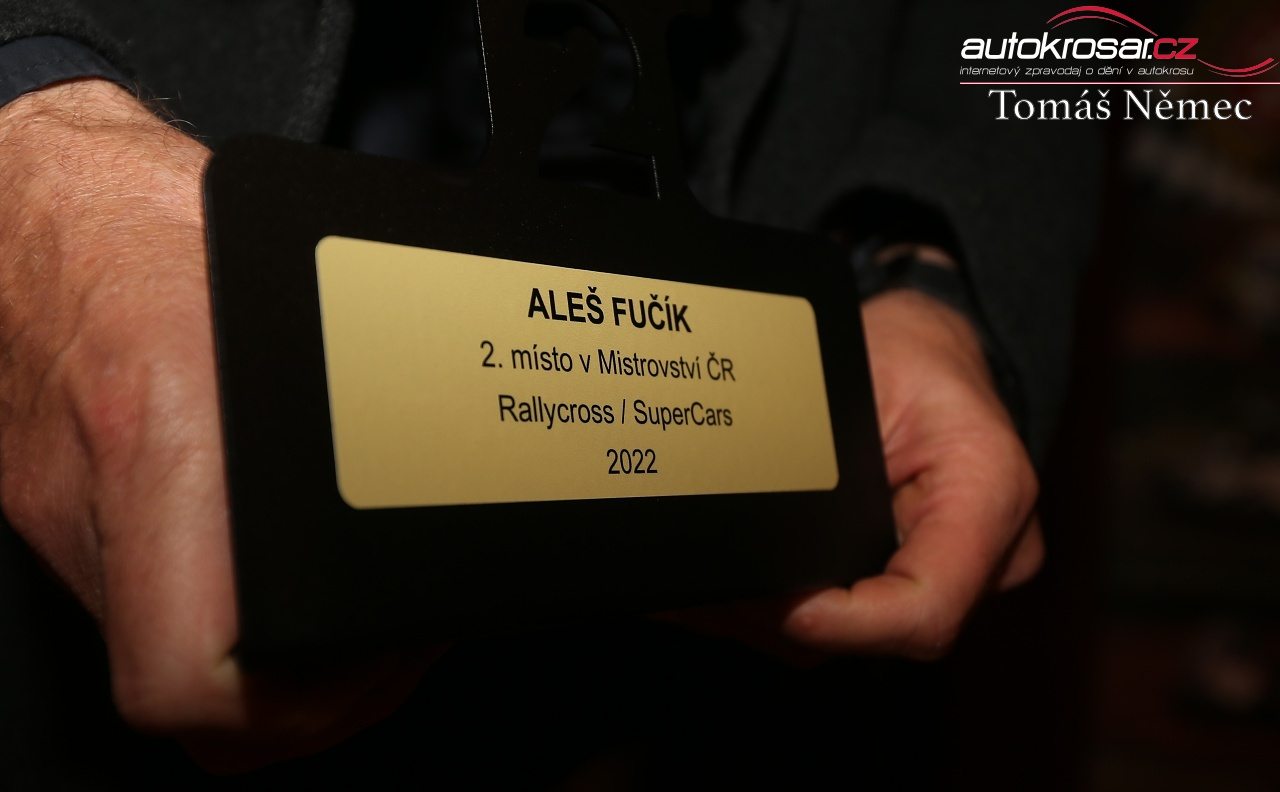 autokrosar.cz
internetový zpravodaj o dění v autokrosu
Tomáš Němec
ALEŠ FUČÍK
2. místo v Mistrovství ČR
Rallycross / SuperCars
2022